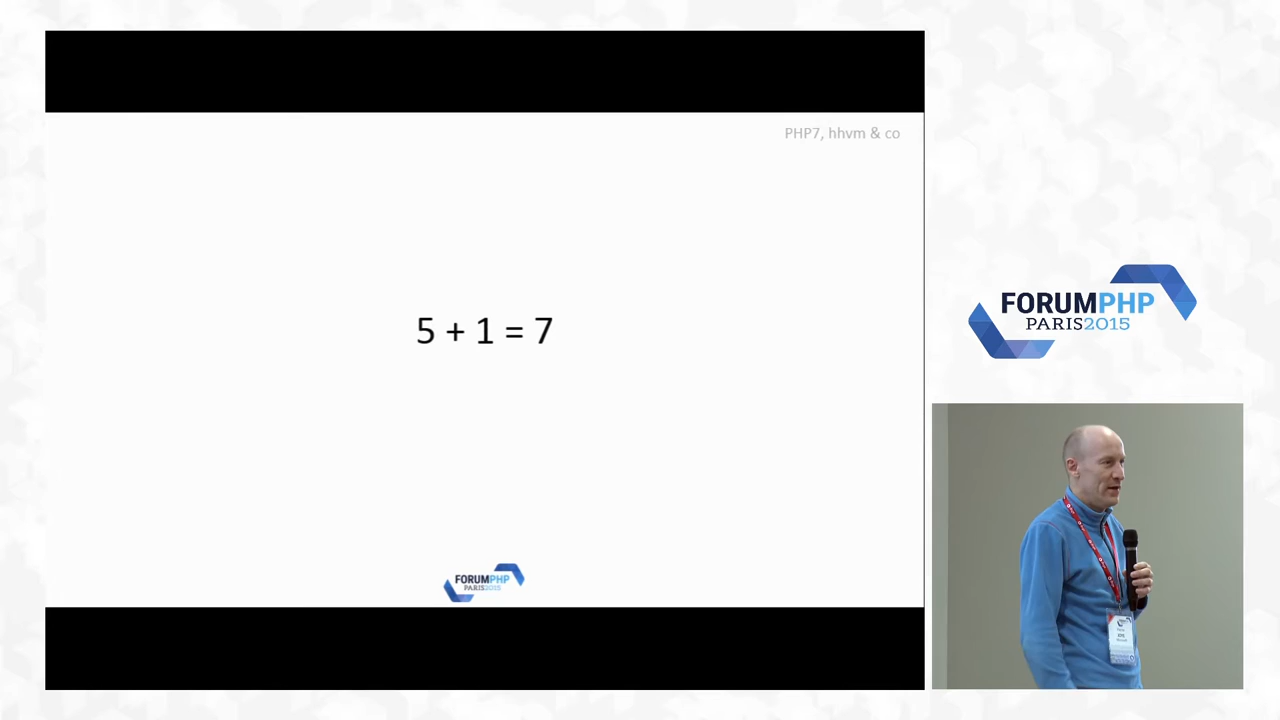 PHP7, hhvm & co
5 + 1 = 7
FORUMPHP
PARIS2015
FORUMPHP
PARIS2015